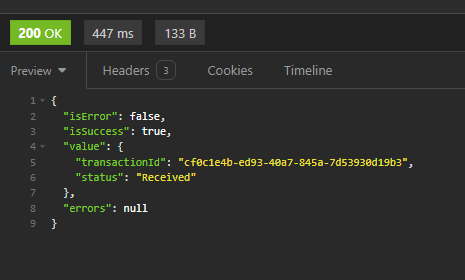 200 OK 447 ms 133 B
Preview Headers 3 Cookies Timeline
1 {
2 "isError": false,
3 "isSuccess": true,
4 "value": {
5 "transactionId": "cf0c1e4b-ed93-40a7-845a-7d53930d19b3",
6 "status": "Received"
7 },
8 "errors": null
9 }